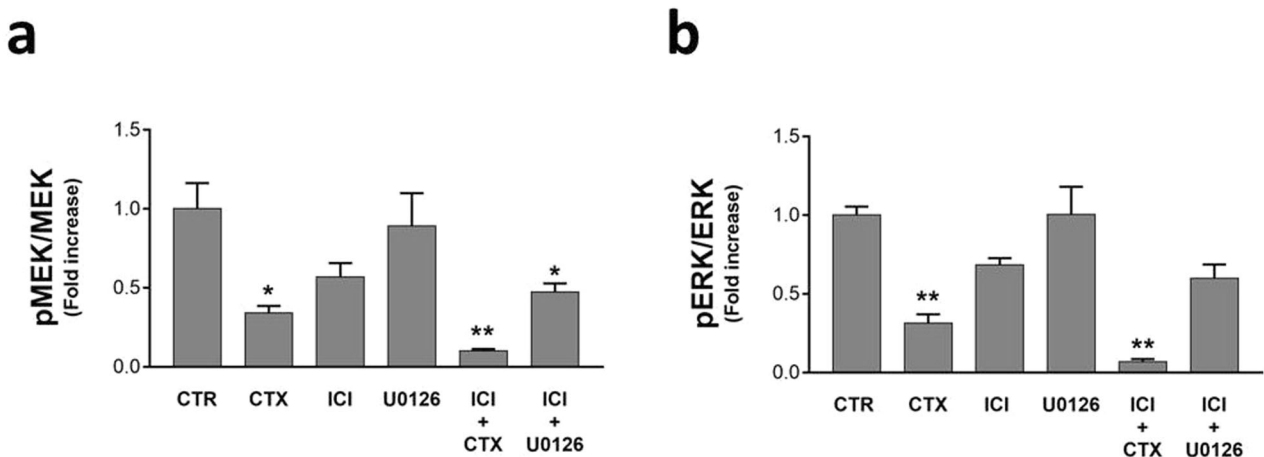 a
pMEK/MEK
(Fold increase)
1.5
1.0
0.5
0.0
*
**
*
CTR CTX ICI U0126 ICI ICI
+ +
CTX U0126
b
pERK/ERK
(Fold increase)
1.5
1.0
0.5
0.0
**
**
CTR CTX ICI U0126 ICI ICI
+ +
CTX U0126